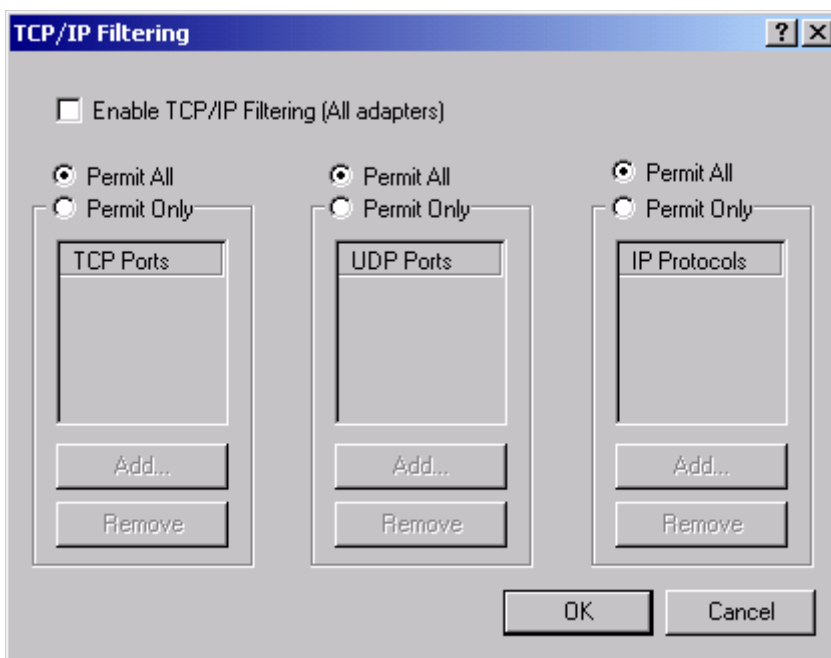 TCP/IP Filtering
Enable TCP/IP Filtering (All adapters)
Permit All
Permit Only
TCP Ports
Add...
Remove
Permit All
Permit Only
UDP Ports
Add...
Remove
Permit All
Permit Only
IP Protocols
Add...
Remove
OK
Cancel